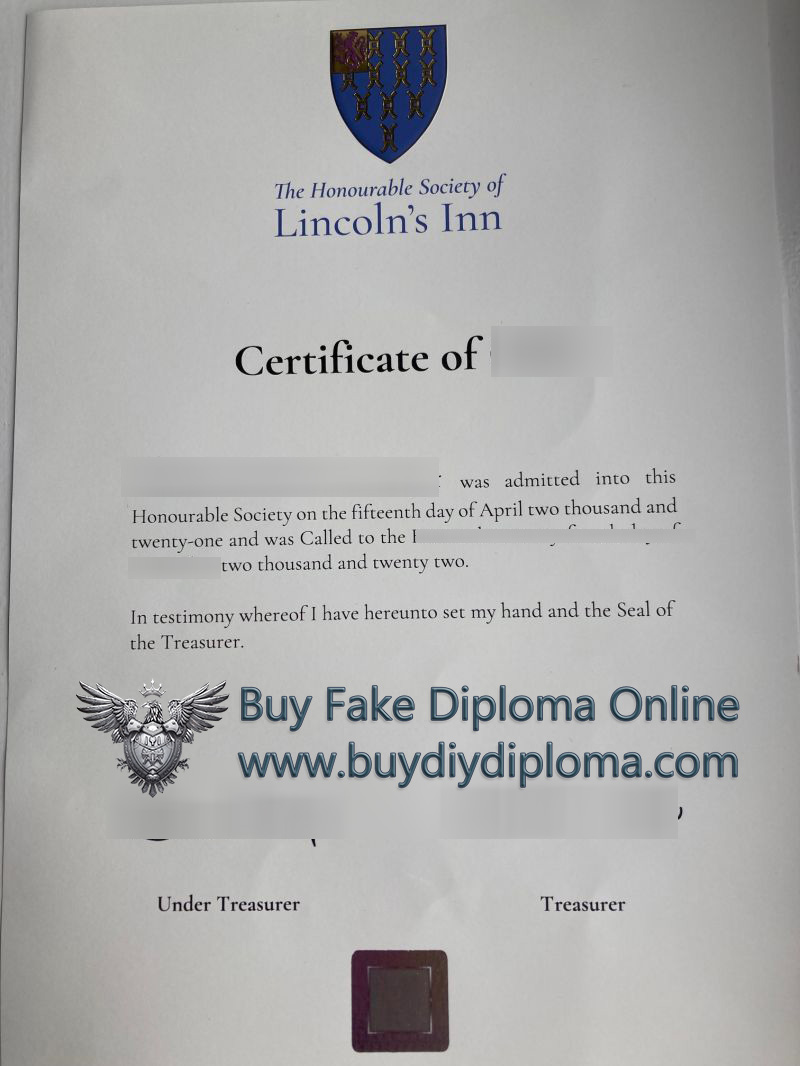 The Honourable Society of
Lincoln's Inn
Certificate of
was admitted into this
Honourable Society on the fifteenth day of April two thousand and
twenty-one and was Called to the
two thousand and twenty two.
In testimony whereof I have hereunto set my hand and the Seal of
the Treasurer.
Buy Fake Diploma Online
www.buydiydiploma.com
Under Treasurer
Treasurer